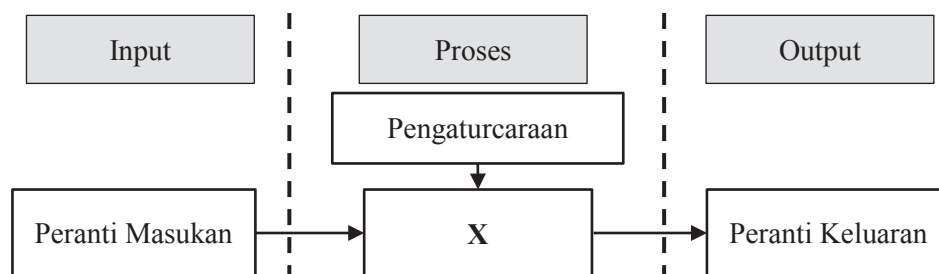 Input
Proses
Output
Pengaturcaraan
Peranti Masukan
X
Peranti Keluaran